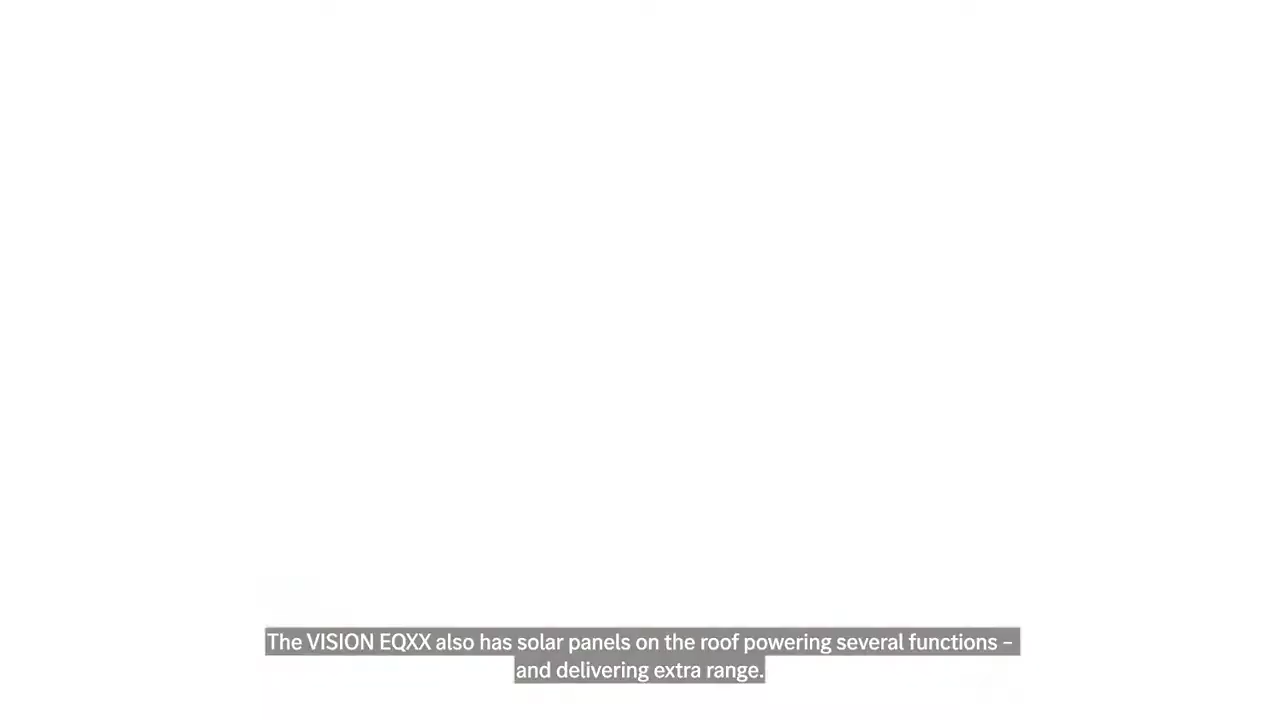 The VISION EQXX also has solar panels on the roof powering several functions –
and delivering extra range.